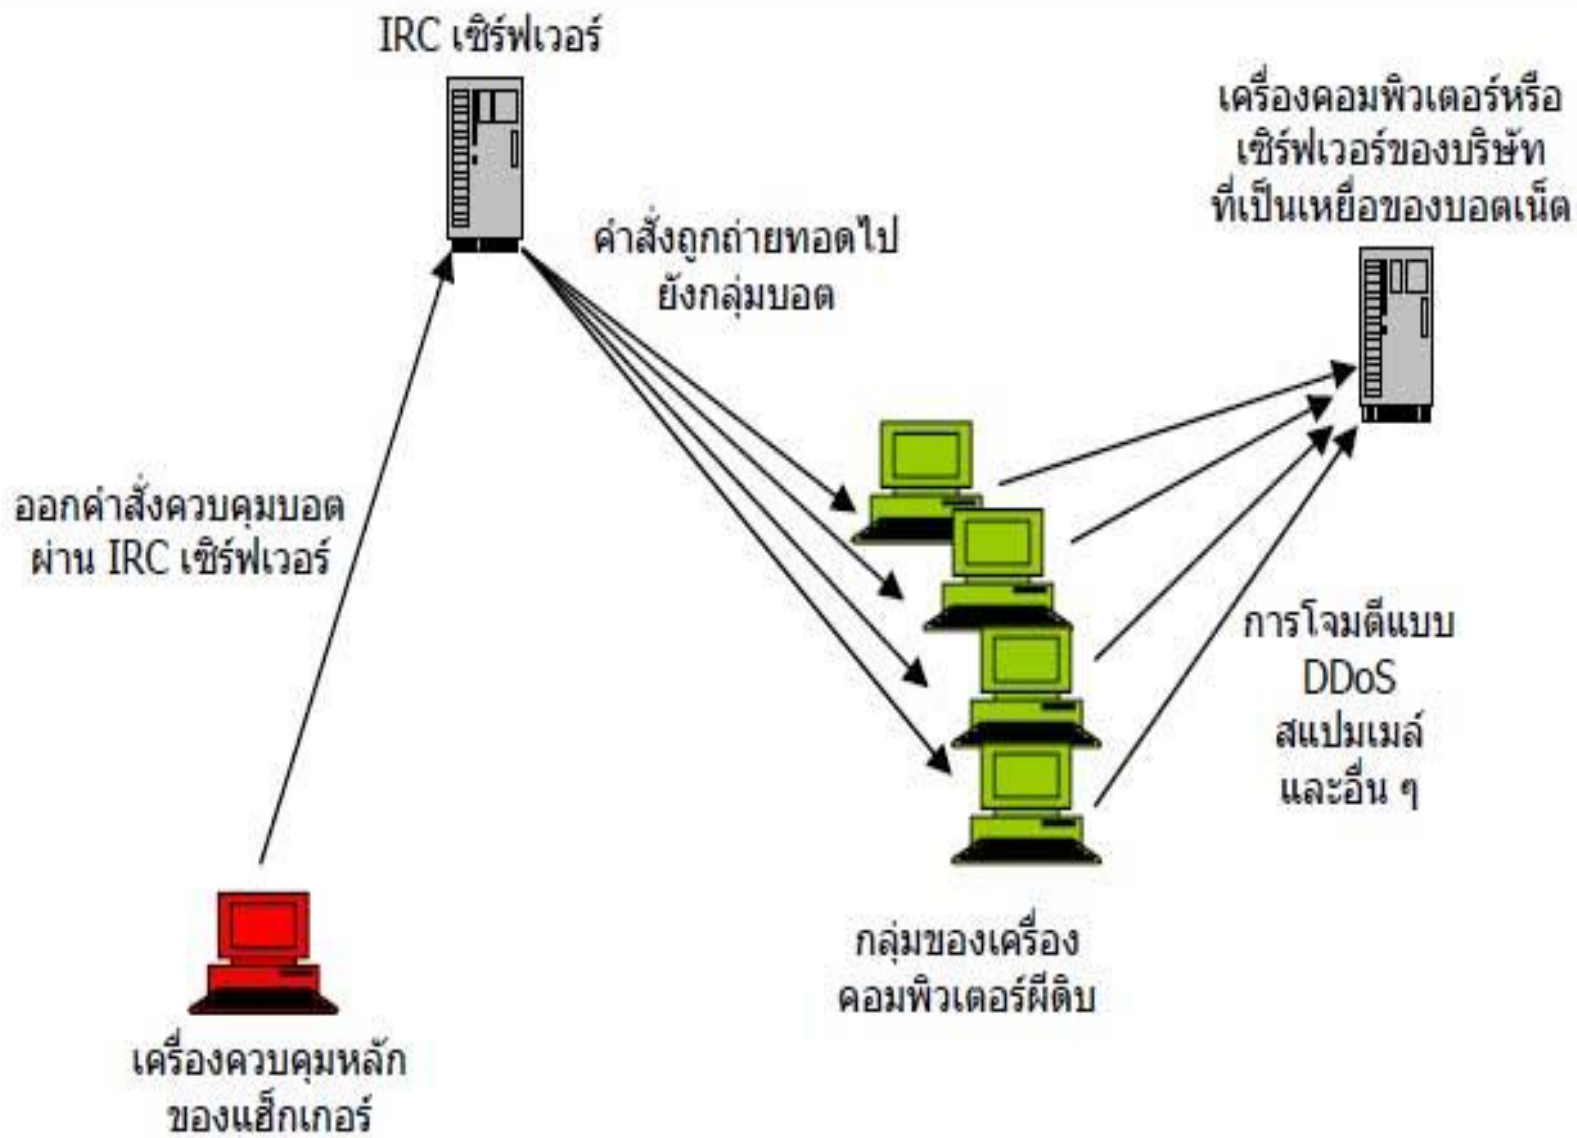 IRC เซิร์ฟเวอร์
เครื่องคอมพิวเตอร์หรือ
เซิร์ฟเวอร์ของบริษัท
ที่เป็นเหยื่อของบอตเน็ต
คำสั่งถูกถ่ายทอดไป
ยังกลุ่มบอต
ออกคำสั่งควบคุมบอต
ผ่าน IRC เซิร์ฟเวอร์
การโจมตีแบบ
DDoS
สแปมเมล์
และอื่น ๆ
กลุ่มของเครื่อง
คอมพิวเตอร์ผีดิบ
เครื่องควบคุมหลัก
ของแฮ็กเกอร์